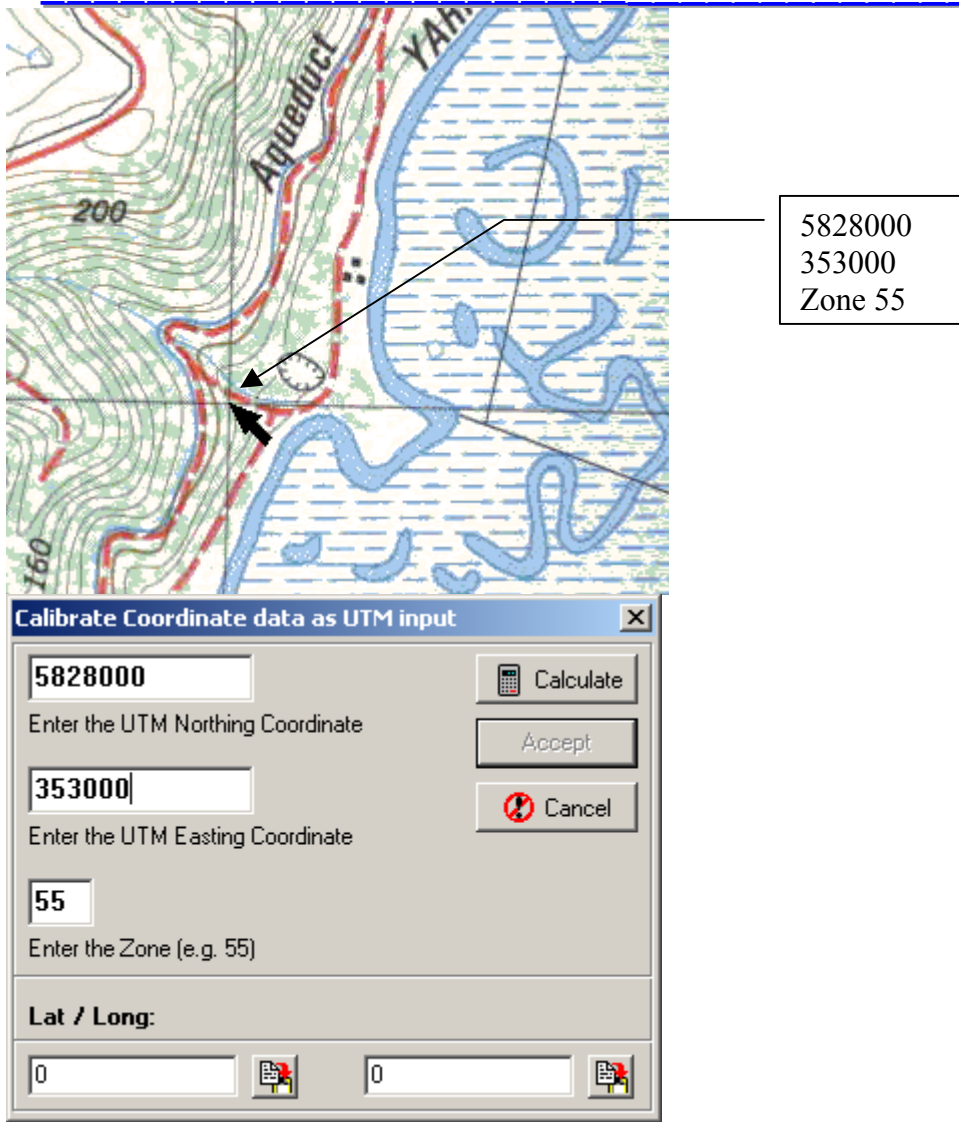 Aqueduct
200
160
5828000
353000
Zone 55
Calibrate Coordinate data as UTM input
5828000
Calculate
Enter the UTM Northing Coordinate
Accept
353000
Cancel
Enter the UTM Easting Coordinate
55
Enter the Zone (e.g. 55)
Lat / Long:
0 0